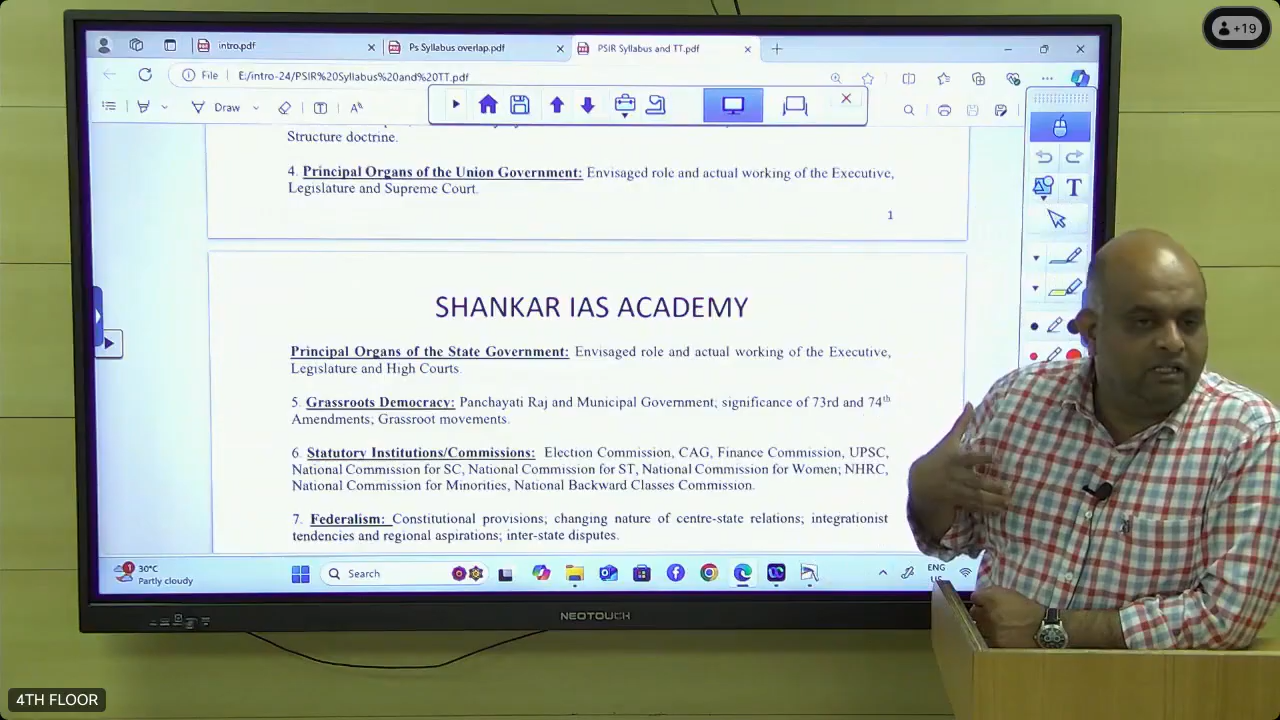 +19
intro.pdf
Ps Syllabus overlap.pdf
PSIR Syllabus and TT.pdf
File
E:/intro-24/PSIR%20Syllabus%20and%20TT.pdf
Draw
Structure doctrine.
4. Principal Organs of the Union Government: Envisaged role and actual working of the Executive,
Legislature and Supreme Court.
1
SHANKAR IAS ACADEMY
Principal Organs of the State Government: Envisaged role and actual working of the Executive,
Legislature and High Courts
5. Grassroots Democracy: Panchayati Raj and Municipal Government; significance of 73rd and 74th
Amendments; Grassroot movements.
6. Statutory Institutions/Commissions: Election Commission, CAG, Finance Commission, UPSC,
National Commission for SC, National Commission for ST, National Commission for Women; NHRC,
National Commission for Minorities, National Backward Classes Commission.
7. Federalism: Constitutional provisions; changing nature of centre-state relations; integrationist
tendencies and regional aspirations; inter-state disputes.
1
30°C
Partly cloudy
Search
ENG
US
NEOTOUCH
4TH FLOOR